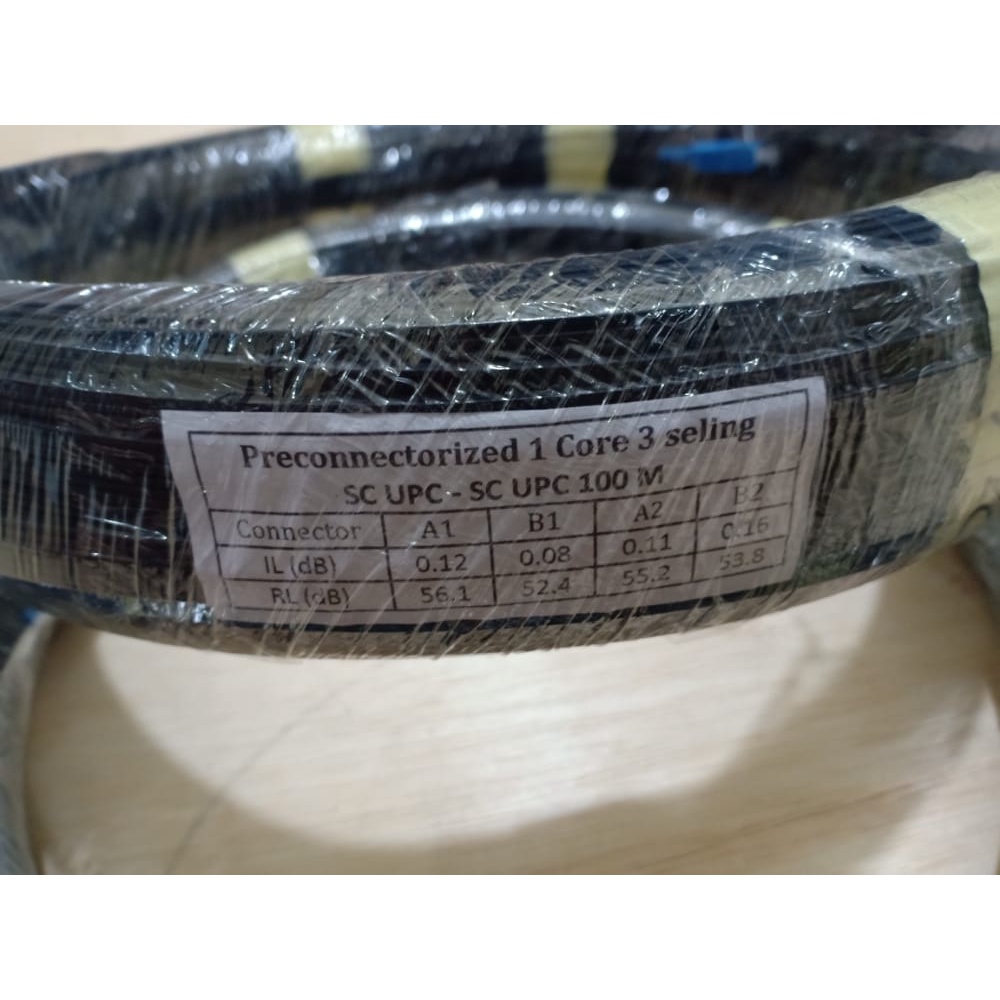 Preconnectorized 1 Core 3 seling
SC UPC - SC UPC 100 M
Connector A1 B1 A2 B2
IL (dB) 0.12 0.08 0.11 0.16
RL (dB) 56.1 52.4 55.2 53.8